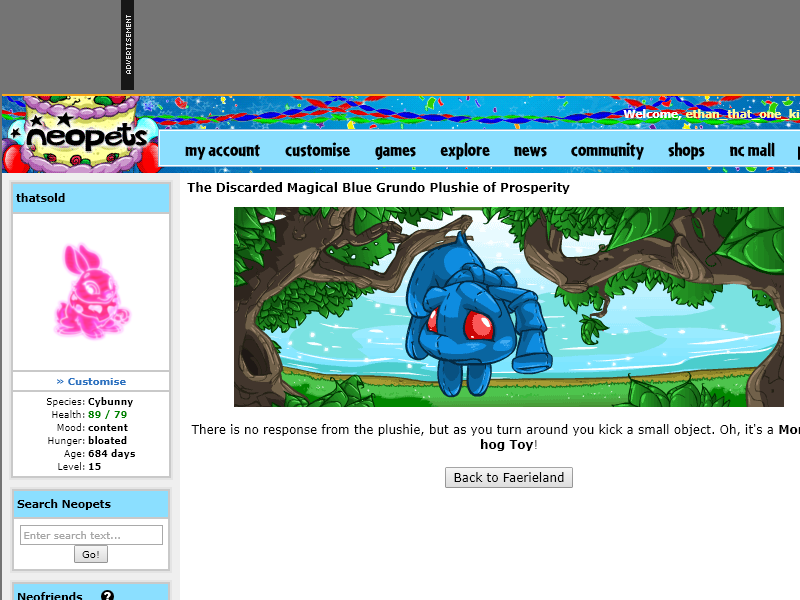 ADVERTISEMENT
Welcome, ethan_that_one_ki
neopets
my account customise games explore news community shops nc mall
thatsold
» Customise
Species: Cybunny
Health: 89 / 79
Mood: content
Hunger: bloated
Age: 684 days
Level: 15
Search Neopets
Enter search text...
Go!
Neofriends ?
The Discarded Magical Blue Grundo Plushie of Prosperity
There is no response from the plushie, but as you turn around you kick a small object. Oh, it's a Mor
hog Toy!
Back to Faerieland